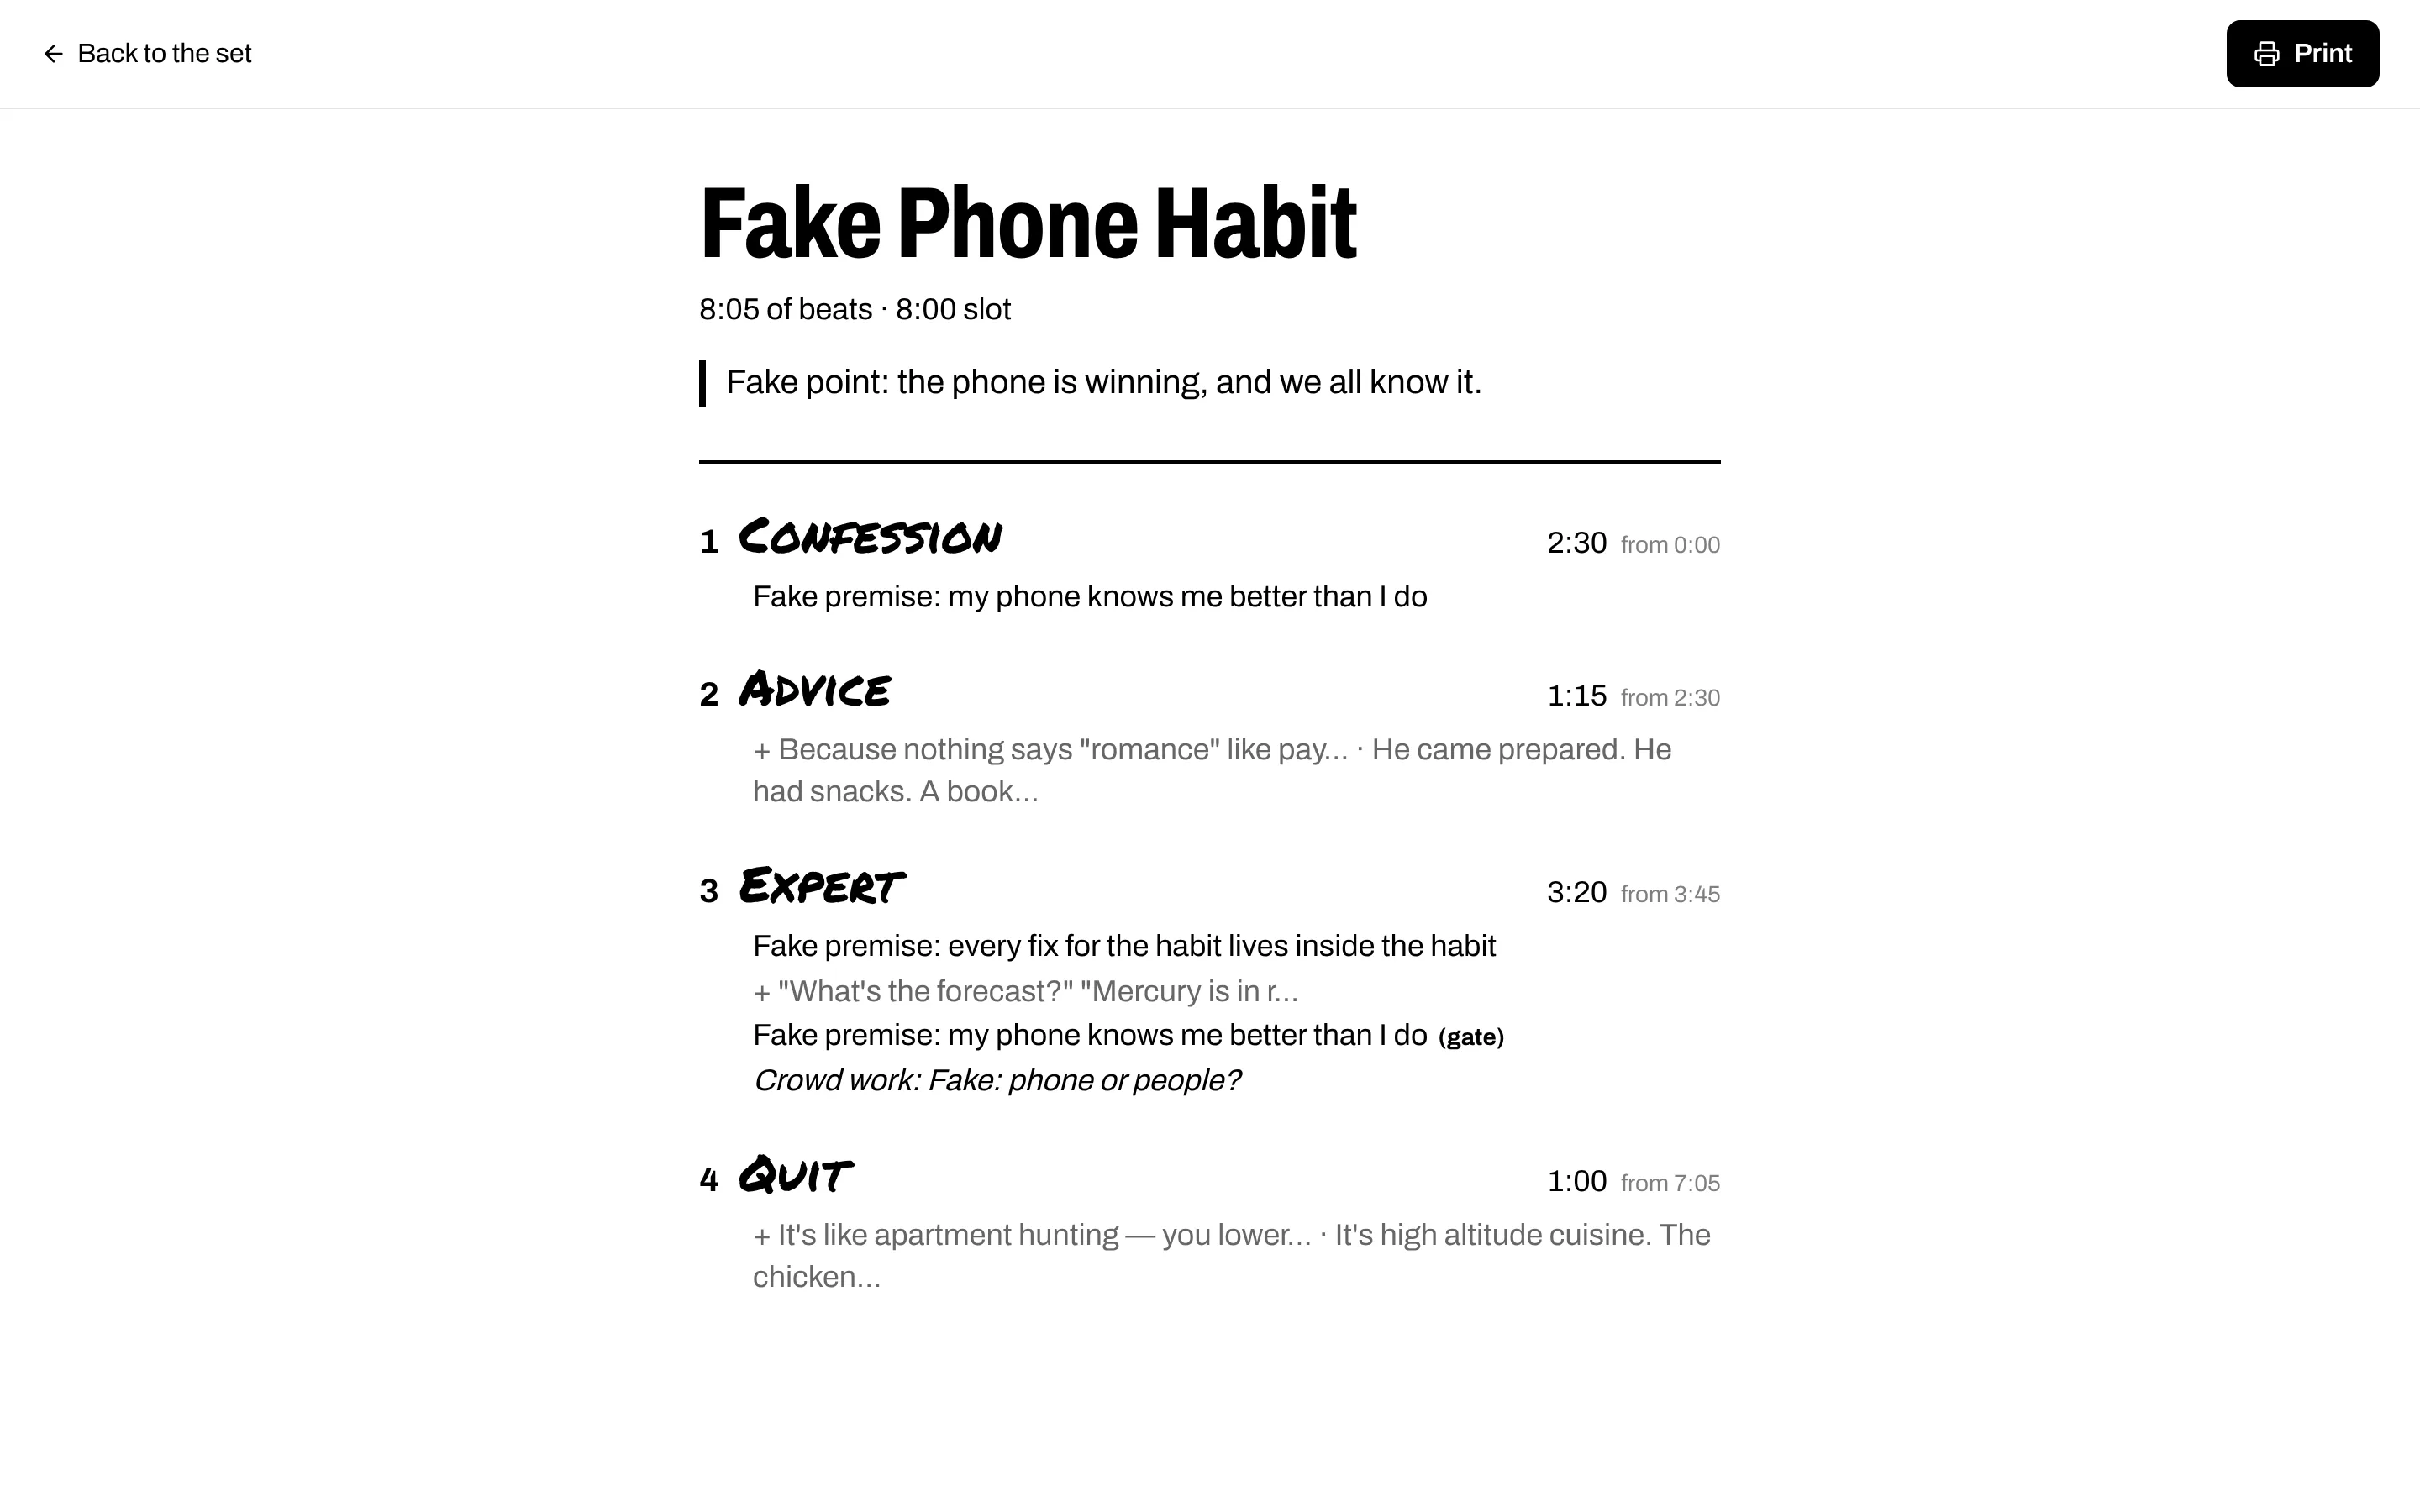 Back to the set
Print
Fake Phone Habit
8:05 of beats · 8:00 slot
Fake point: the phone is winning, and we all know it.
1 Confession 2:30 from 0:00
Fake premise: my phone knows me better than I do
2 Advice 1:15 from 2:30
+ Because nothing says "romance" like pay... · He came prepared. He
had snacks. A book...
3 Expert 3:20 from 3:45
Fake premise: every fix for the habit lives inside the habit
+ "What's the forecast?" "Mercury is in r...
Fake premise: my phone knows me better than I do (gate)
Crowd work: Fake: phone or people?
4 Quit 1:00 from 7:05
+ It's like apartment hunting — you lower... · It's high altitude cuisine. The
chicken...